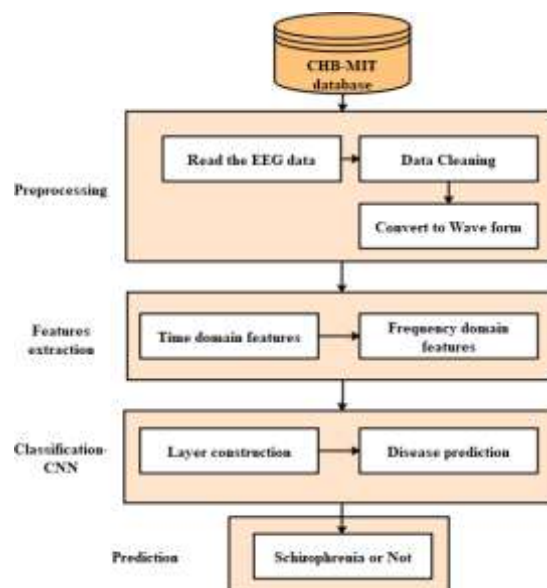 CHB-MIT
database
Read the EEG data
Data Cleaning
Preprocessing
Convert to Wave form
Features
extraction
Time domain features
Frequency domain
features
Classification-
CNN
Layer construction
Disease prediction
Prediction
Schizophrenia or Not